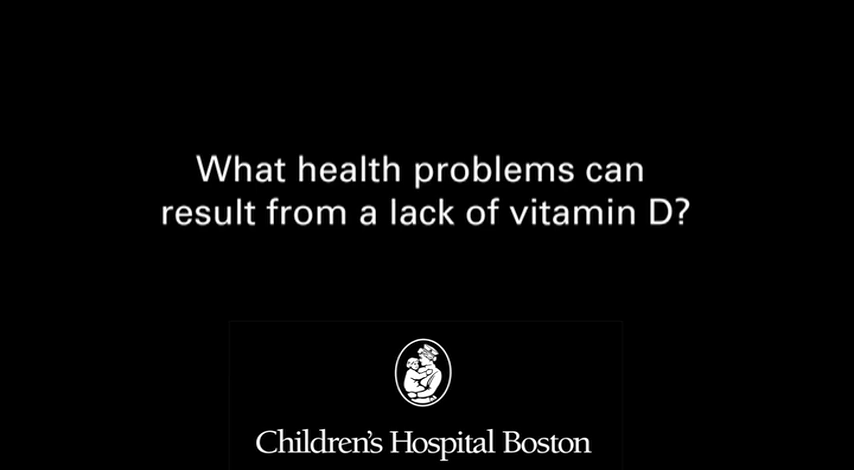 What health problems can
result from a lack of vitamin D?
Children's Hospital Boston